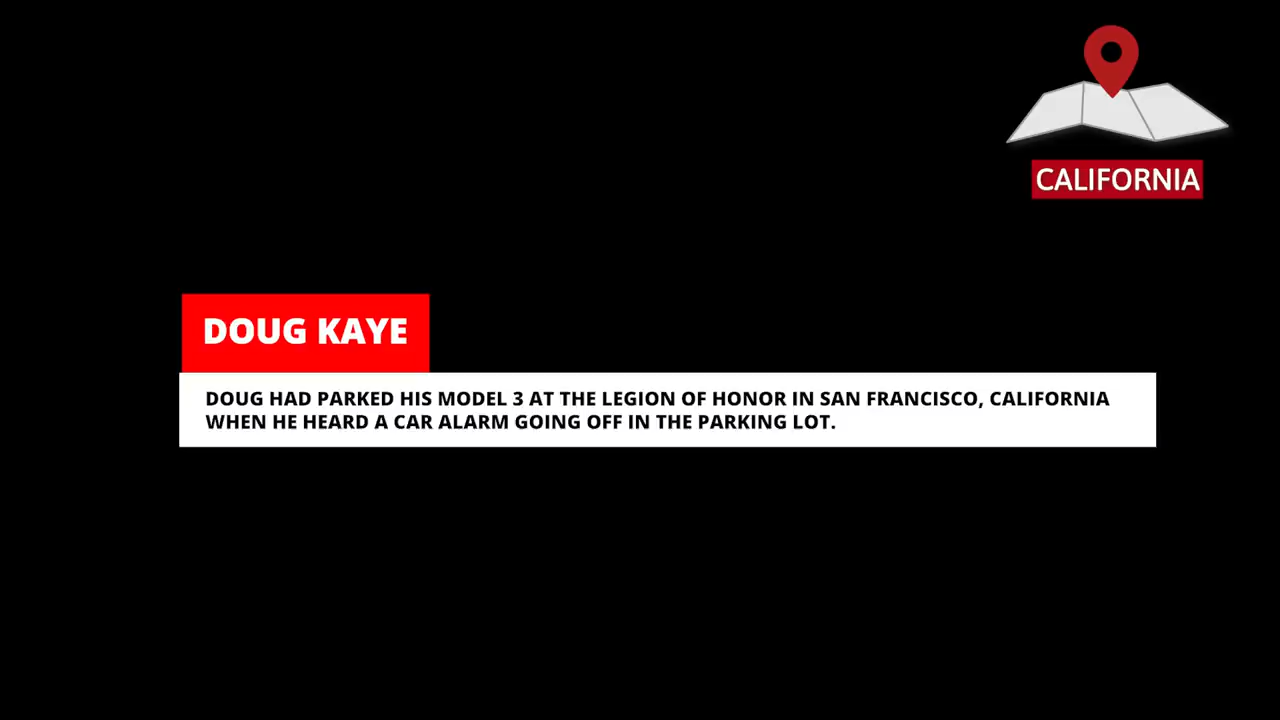 CALIFORNIA
DOUG KAYE
DOUG HAD PARKED HIS MODEL 3 AT THE LEGION OF HONOR IN SAN FRANCISCO, CALIFORNIA
WHEN HE HEARD A CAR ALARM GOING OFF IN THE PARKING LOT.